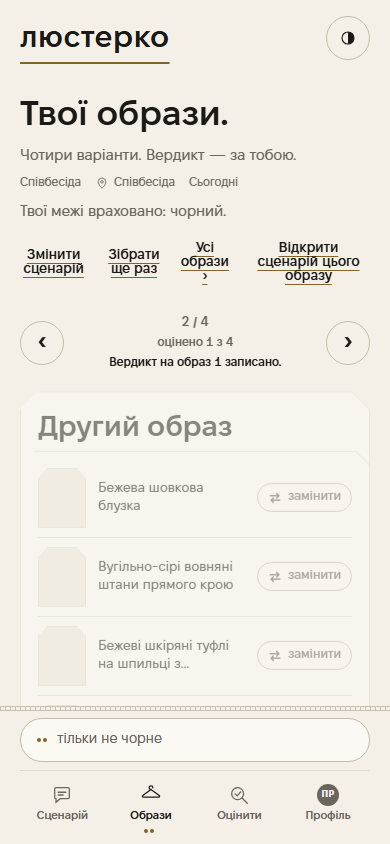 люстерко
Твої образи.
Чотири варіанти. Вердикт — за тобою.
Співбесіда Співбесіда Сьогодні
Твої межі враховано: чорний.
Змінити
сценарій
Зібрати
ще раз
Усі
образи
›
Відкрити
сценарій цього
образу
‹
2 / 4
оцінено 1 з 4
Вердикт на образ 1 записано.
›
Другий образ
Бежева шовкова
блузка
замінити
Вугільно-сірі вовняні
штани прямого крою
замінити
Бежеві шкіряні туфлі
на шпильці з...
замінити
тільки не чорне
Сценарій
Образи
Оцінити
ПР
Профіль